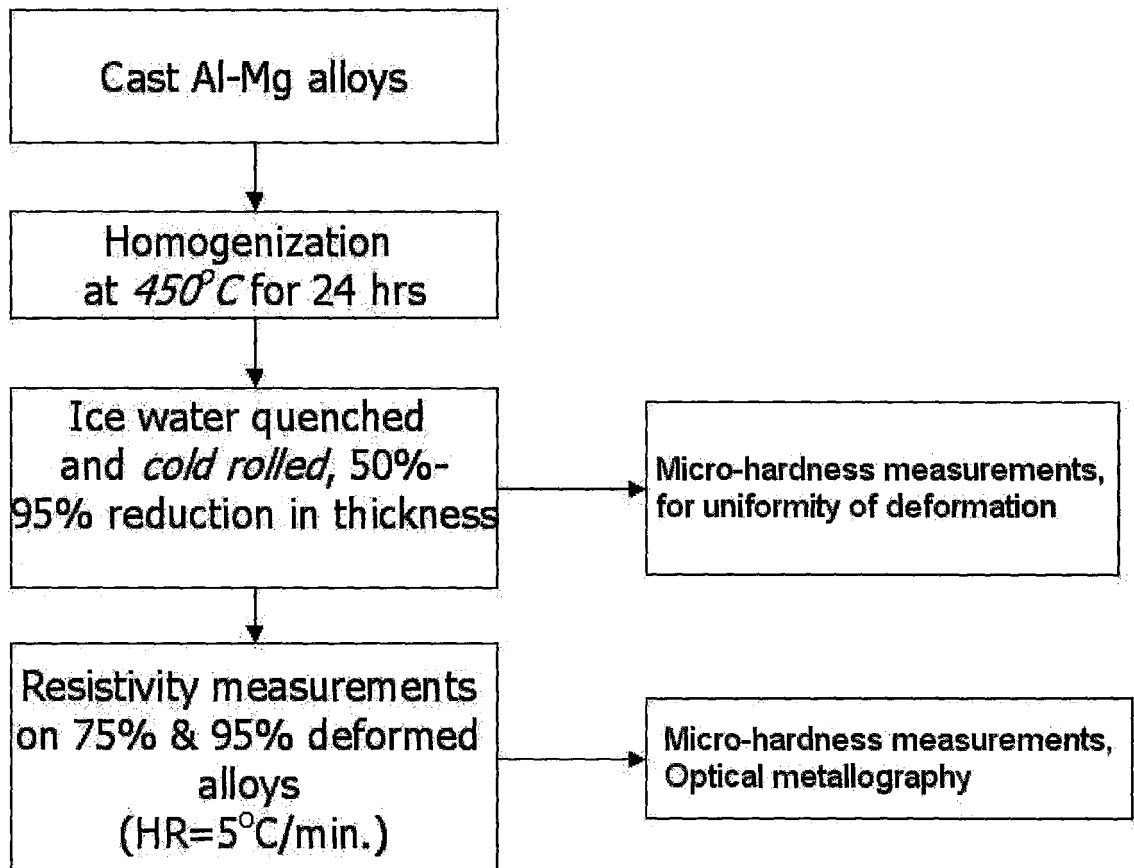 Cast Al-Mg alloys
Homogenization
at 450°C for 24 hrs
Ice water quenched
and cold rolled, 50%-
95% reduction in thickness
Micro-hardness measurements,
for uniformity of deformation
Resistivity measurements
on 75% & 95% deformed
alloys
(HR=5°C/min.)
Micro-hardness measurements,
Optical metallography